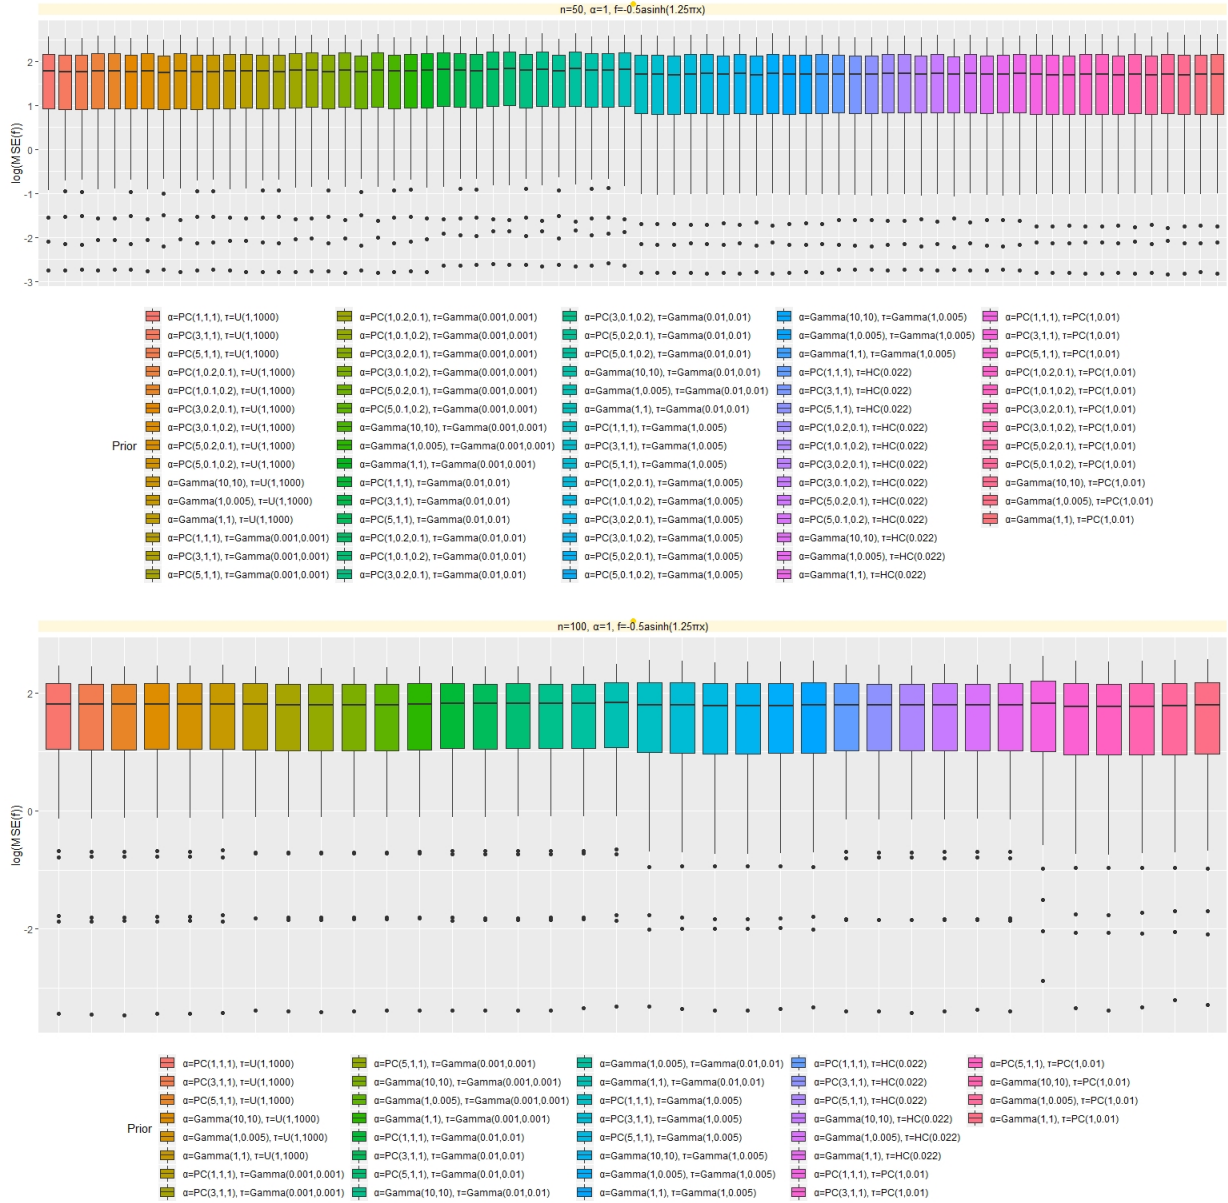 n=50, α=1, f=-0.5asinh(1.25πx)
log(MSE(f))
2
1
0
-1
-2
-3
Prior
α=PC(1,1,1), τ=U(1,1000)
α=PC(3,1,1), τ=U(1,1000)
α=PC(5,1,1), τ=U(1,1000)
α=PC(1,0.2,0.1), τ=U(1,1000)
α=PC(1,0.1,0.2), τ=U(1,1000)
α=PC(3,0.2,0.1), τ=U(1,1000)
α=PC(3,0.1,0.2), τ=U(1,1000)
α=PC(5,0.2,0.1), τ=U(1,1000)
α=PC(5,0.1,0.2), τ=U(1,1000)
α=Gamma(10,10), τ=U(1,1000)
α=Gamma(1,0.005), τ=U(1,1000)
α=Gamma(1,1), τ=U(1,1000)
α=PC(1,1,1), τ=Gamma(0.001,0.001)
α=PC(3,1,1), τ=Gamma(0.001,0.001)
α=PC(5,1,1), τ=Gamma(0.001,0.001)
α=PC(1,0.2,0.1), τ=Gamma(0.001,0.001)
α=PC(1,0.1,0.2), τ=Gamma(0.001,0.001)
α=PC(3,0.2,0.1), τ=Gamma(0.001,0.001)
α=PC(3,0.1,0.2), τ=Gamma(0.001,0.001)
α=PC(5,0.2,0.1), τ=Gamma(0.001,0.001)
α=PC(5,0.1,0.2), τ=Gamma(0.001,0.001)
α=Gamma(10,10), τ=Gamma(0.001,0.001)
α=Gamma(1,0.005), τ=Gamma(0.001,0.001)
α=Gamma(1,1), τ=Gamma(0.001,0.001)
α=PC(1,1,1), τ=Gamma(0.01,0.01)
α=PC(3,1,1), τ=Gamma(0.01,0.01)
α=PC(5,1,1), τ=Gamma(0.01,0.01)
α=PC(1,0.2,0.1), τ=Gamma(0.01,0.01)
α=PC(1,0.1,0.2), τ=Gamma(0.01,0.01)
α=PC(3,0.2,0.1), τ=Gamma(0.01,0.01)
α=PC(3,0.1,0.2), τ=Gamma(0.01,0.01)
α=PC(5,0.2,0.1), τ=Gamma(0.01,0.01)
α=PC(5,0.1,0.2), τ=Gamma(0.01,0.01)
α=Gamma(10,10), τ=Gamma(0.01,0.01)
α=Gamma(1,0.005), τ=Gamma(0.01,0.01)
α=Gamma(1,1), τ=Gamma(0.01,0.01)
α=PC(1,1,1), τ=Gamma(1,0.005)
α=PC(3,1,1), τ=Gamma(1,0.005)
α=PC(5,1,1), τ=Gamma(1,0.005)
α=PC(1,0.2,0.1), τ=Gamma(1,0.005)
α=PC(1,0.1,0.2), τ=Gamma(1,0.005)
α=PC(3,0.2,0.1), τ=Gamma(1,0.005)
α=PC(3,0.1,0.2), τ=Gamma(1,0.005)
α=PC(5,0.2,0.1), τ=Gamma(1,0.005)
α=PC(5,0.1,0.2), τ=Gamma(1,0.005)
α=Gamma(10,10), τ=Gamma(1,0.005)
α=Gamma(1,0.005), τ=Gamma(1,0.005)
α=Gamma(1,1), τ=Gamma(1,0.005)
α=PC(1,1,1), τ=HC(0.022)
α=PC(3,1,1), τ=HC(0.022)
α=PC(5,1,1), τ=HC(0.022)
α=PC(1,0.2,0.1), τ=HC(0.022)
α=PC(1,0.1,0.2), τ=HC(0.022)
α=PC(3,0.2,0.1), τ=HC(0.022)
α=PC(3,0.1,0.2), τ=HC(0.022)
α=PC(5,0.2,0.1), τ=HC(0.022)
α=PC(5,0.1,0.2), τ=HC(0.022)
α=Gamma(10,10), τ=HC(0.022)
α=Gamma(1,0.005), τ=HC(0.022)
α=Gamma(1,1), τ=HC(0.022)
α=PC(1,1,1), τ=PC(1,0.01)
α=PC(3,1,1), τ=PC(1,0.01)
α=PC(5,1,1), τ=PC(1,0.01)
α=PC(1,0.2,0.1), τ=PC(1,0.01)
α=PC(1,0.1,0.2), τ=PC(1,0.01)
α=PC(3,0.2,0.1), τ=PC(1,0.01)
α=PC(3,0.1,0.2), τ=PC(1,0.01)
α=PC(5,0.2,0.1), τ=PC(1,0.01)
α=PC(5,0.1,0.2), τ=PC(1,0.01)
α=Gamma(10,10), τ=PC(1,0.01)
α=Gamma(1,0.005), τ=PC(1,0.01)
α=Gamma(1,1), τ=PC(1,0.01)
n=100, α=1, f=-0.5asinh(1.25πx)
log(MSE(f))
2
0
-2
Prior
α=PC(1,1,1), τ=U(1,1000)
α=PC(3,1,1), τ=U(1,1000)
α=PC(5,1,1), τ=U(1,1000)
α=Gamma(10,10), τ=U(1,1000)
α=Gamma(1,0.005), τ=U(1,1000)
α=Gamma(1,1), τ=U(1,1000)
α=PC(1,1,1), τ=Gamma(0.001,0.001)
α=PC(3,1,1), τ=Gamma(0.001,0.001)
α=PC(5,1,1), τ=Gamma(0.001,0.001)
α=Gamma(10,10), τ=Gamma(0.001,0.001)
α=Gamma(1,0.005), τ=Gamma(0.001,0.001)
α=Gamma(1,1), τ=Gamma(0.001,0.001)
α=PC(1,1,1), τ=Gamma(0.01,0.01)
α=PC(3,1,1), τ=Gamma(0.01,0.01)
α=PC(5,1,1), τ=Gamma(0.01,0.01)
α=Gamma(10,10), τ=Gamma(0.01,0.01)
α=Gamma(1,0.005), τ=Gamma(0.01,0.01)
α=Gamma(1,1), τ=Gamma(0.01,0.01)
α=PC(1,1,1), τ=Gamma(1,0.005)
α=PC(3,1,1), τ=Gamma(1,0.005)
α=PC(5,1,1), τ=Gamma(1,0.005)
α=Gamma(10,10), τ=Gamma(1,0.005)
α=Gamma(1,0.005), τ=Gamma(1,0.005)
α=Gamma(1,1), τ=Gamma(1,0.005)
α=PC(1,1,1), τ=HC(0.022)
α=PC(3,1,1), τ=HC(0.022)
α=PC(5,1,1), τ=HC(0.022)
α=Gamma(10,10), τ=HC(0.022)
α=Gamma(1,0.005), τ=HC(0.022)
α=Gamma(1,1), τ=HC(0.022)
α=PC(1,1,1), τ=PC(1,0.01)
α=PC(3,1,1), τ=PC(1,0.01)
α=PC(5,1,1), τ=PC(1,0.01)
α=Gamma(10,10), τ=PC(1,0.01)
α=Gamma(1,0.005), τ=PC(1,0.01)
α=Gamma(1,1), τ=PC(1,0.01)